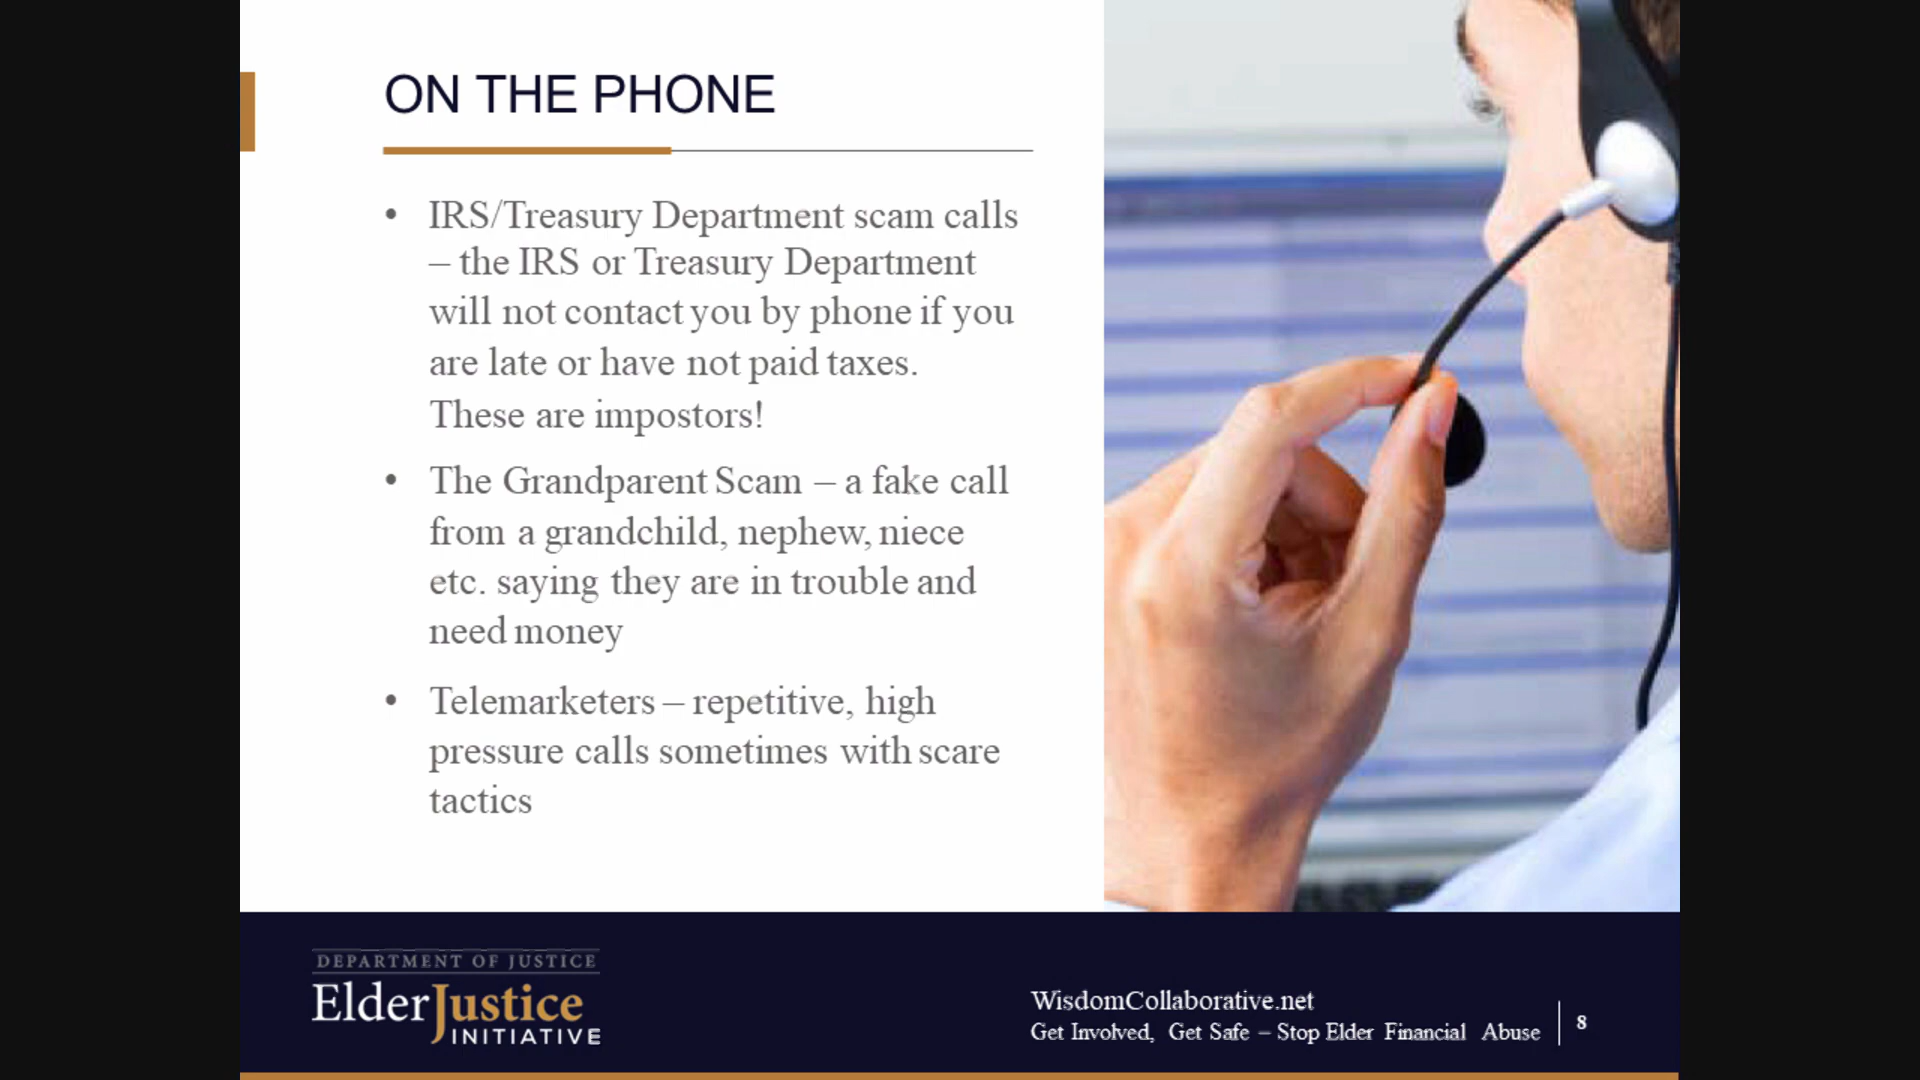 ON THE PHONE
• IRS/Treasury Department scam calls
– the IRS or Treasury Department
will not contact you by phone if you
are late or have not paid taxes.
These are impostors!
• The Grandparent Scam – a fake call
from a grandchild, nephew, niece
etc. saying they are in trouble and
need money
• Telemarketers – repetitive, high
pressure calls sometimes with scare
tactics
DEPARTMENT OF JUSTICE
ElderJustice
INITIATIVE
WisdomCollaborative.net
Get Involved, Get Safe – Stop Elder Financial Abuse
8